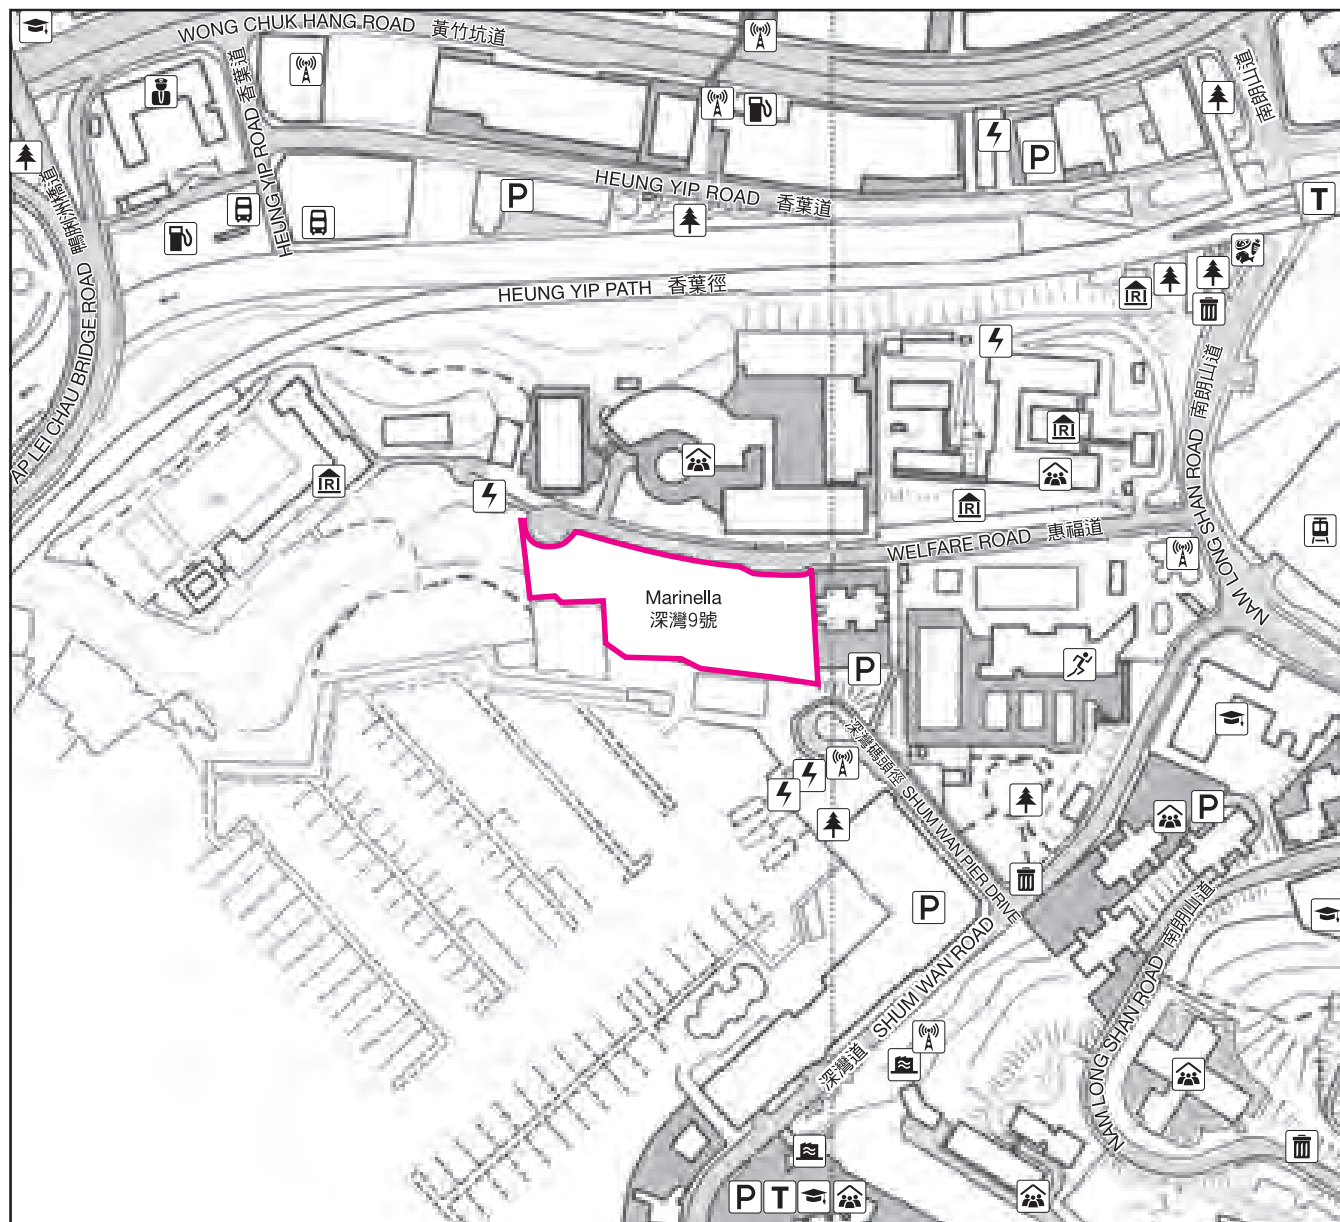 WONG CHUK HANG ROAD 黃竹坑道
HEUNG YIP ROAD 香葉道
南朗山道
P
HEUNG YIP ROAD 香葉道
P
T
AP LEI CHAU BRIDGE ROAD 鴨脷洲橋道
HEUNG YIP PATH 香葉徑
R
R
R
R
NAM LONG SHAN ROAD 南朗山道
WELFARE ROAD 惠福道
Marinella
深灣9號
P
深灣碼頭徑 SHUM WAN PIER DRIVE
P
P
深灣道 SHUM WAN ROAD
NAM LONG SHAN ROAD 南朗山道
P T